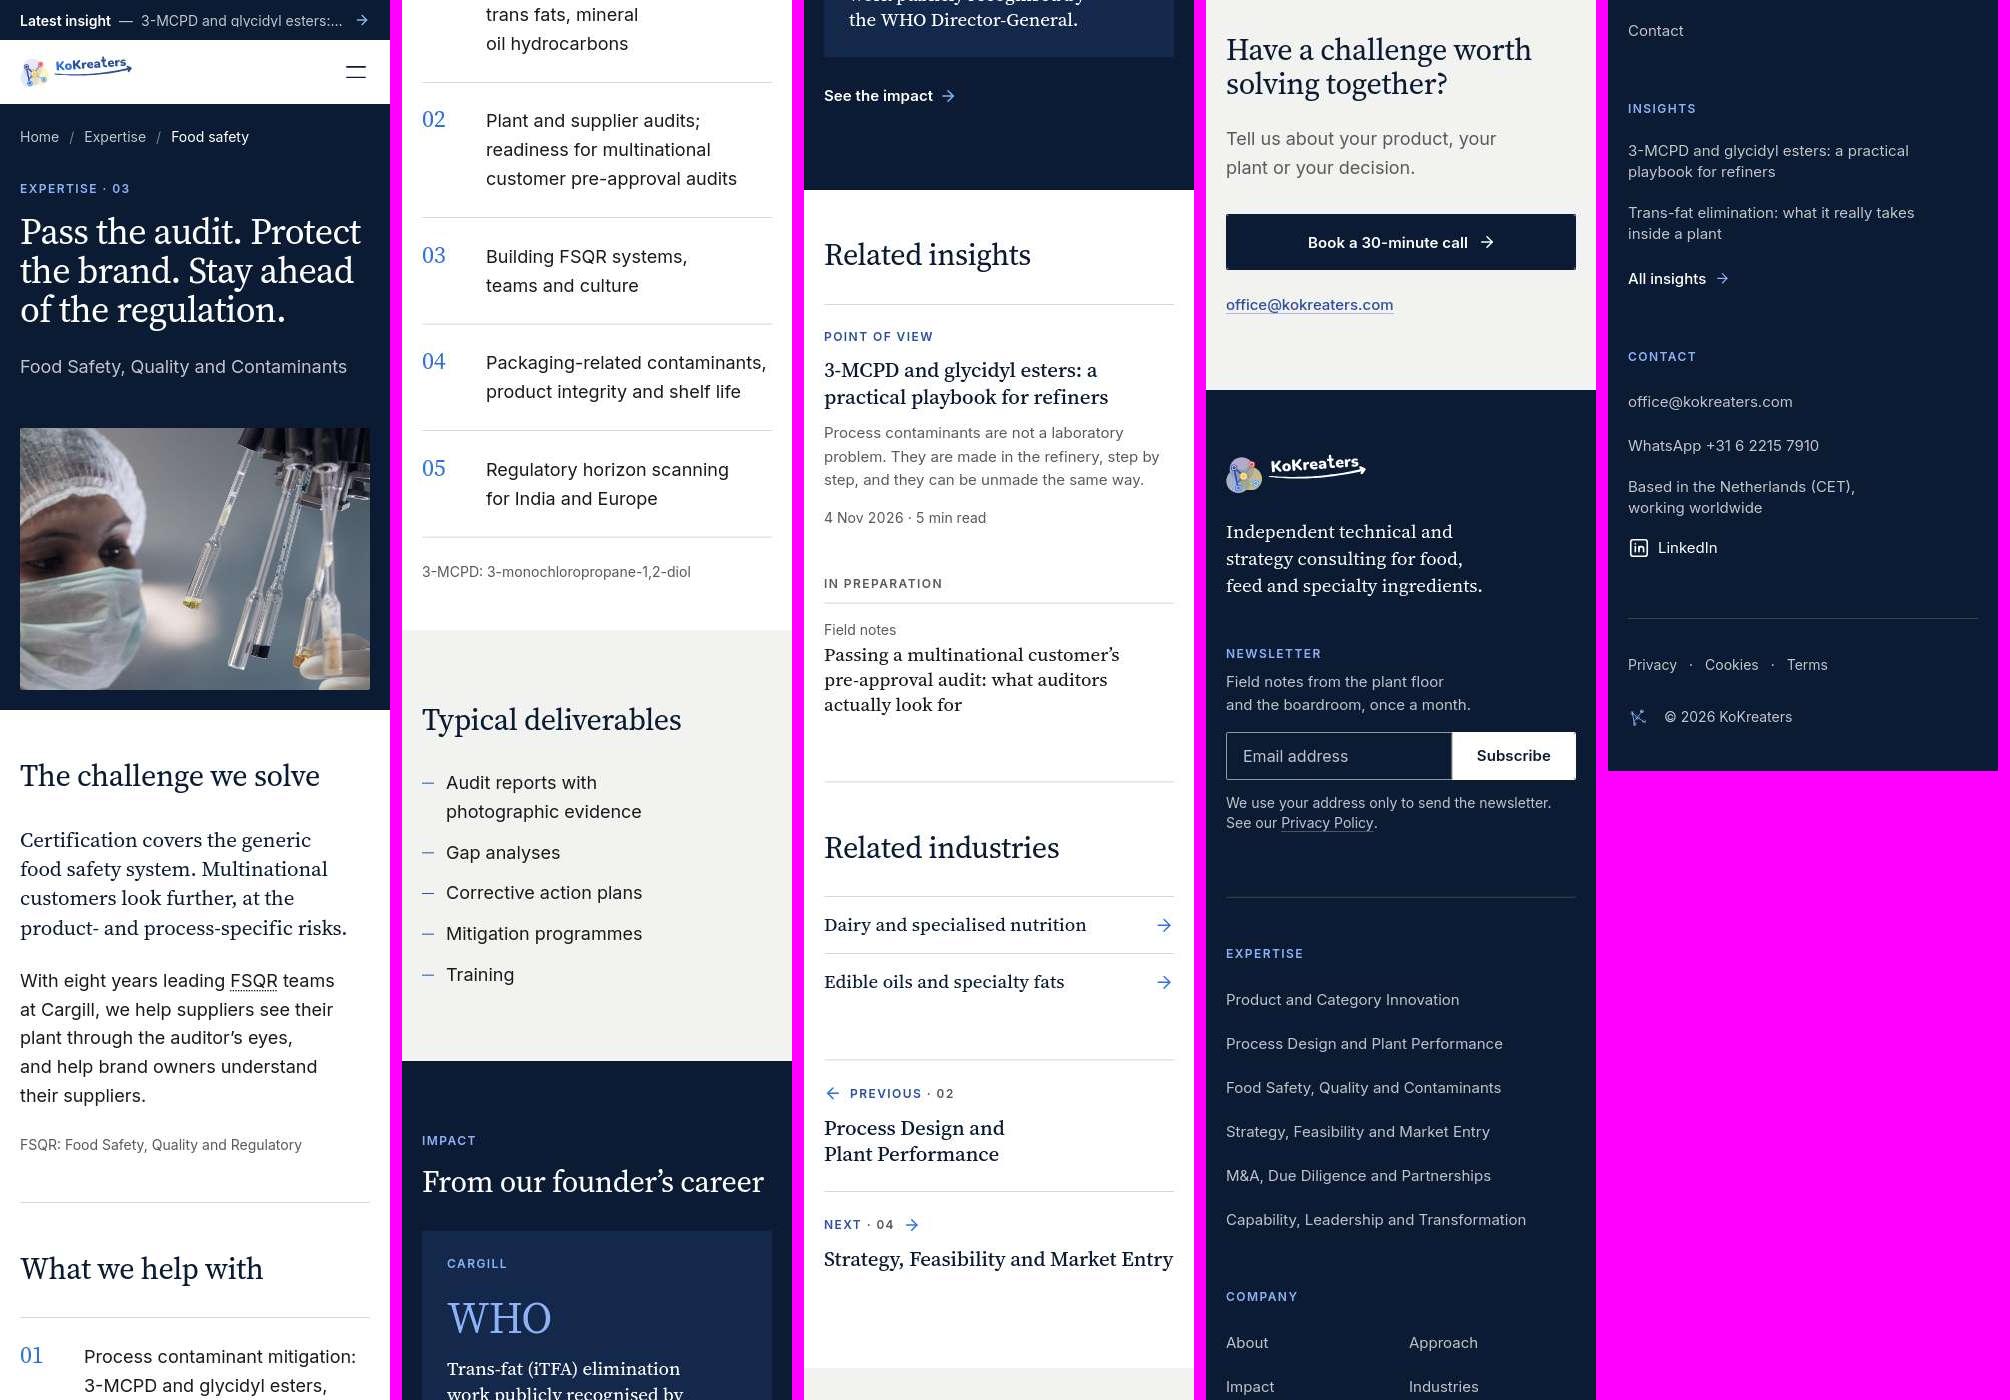 Latest insight — 3-MCPD and glycidyl esters:...
KoKreaters
Home / Expertise / Food safety
EXPERTISE · 03
Pass the audit. Protect
the brand. Stay ahead
of the regulation.
Food Safety, Quality and Contaminants
The challenge we solve
Certification covers the generic
food safety system. Multinational
customers look further, at the
product- and process-specific risks.
With eight years leading FSQR teams
at Cargill, we help suppliers see their
plant through the auditor’s eyes,
and help brand owners understand
their suppliers.
FSQR: Food Safety, Quality and Regulatory
What we help with
01
Process contaminant mitigation:
3-MCPD and glycidyl esters,
trans fats, mineral
oil hydrocarbons
02
Plant and supplier audits;
readiness for multinational
customer pre-approval audits
03
Building FSQR systems,
teams and culture
04
Packaging-related contaminants,
product integrity and shelf life
05
Regulatory horizon scanning
for India and Europe
3-MCPD: 3-monochloropropane-1,2-diol
Typical deliverables
— Audit reports with
photographic evidence
— Gap analyses
— Corrective action plans
— Mitigation programmes
— Training
IMPACT
From our founder’s career
CARGILL
WHO
Trans-fat (iTFA) elimination
work publicly recognised by
the WHO Director-General.
See the impact
Related insights
POINT OF VIEW
3-MCPD and glycidyl esters: a
practical playbook for refiners
Process contaminants are not a laboratory
problem. They are made in the refinery, step by
step, and they can be unmade the same way.
4 Nov 2026 · 5 min read
IN PREPARATION
Field notes
Passing a multinational customer’s
pre-approval audit: what auditors
actually look for
Related industries
Dairy and specialised nutrition
Edible oils and specialty fats
PREVIOUS · 02
Process Design and
Plant Performance
NEXT · 04
Strategy, Feasibility and Market Entry
Have a challenge worth
solving together?
Tell us about your product, your
plant or your decision.
Book a 30-minute call
office@kokreaters.com
KoKreaters
Independent technical and
strategy consulting for food,
feed and specialty ingredients.
NEWSLETTER
Field notes from the plant floor
and the boardroom, once a month.
Email address
Subscribe
We use your address only to send the newsletter.
See our Privacy Policy.
EXPERTISE
Product and Category Innovation
Process Design and Plant Performance
Food Safety, Quality and Contaminants
Strategy, Feasibility and Market Entry
M&A, Due Diligence and Partnerships
Capability, Leadership and Transformation
COMPANY
About
Approach
Impact
Industries
Contact
INSIGHTS
3-MCPD and glycidyl esters: a practical
playbook for refiners
Trans-fat elimination: what it really takes
inside a plant
All insights
CONTACT
office@kokreaters.com
WhatsApp +31 6 2215 7910
Based in the Netherlands (CET),
working worldwide
LinkedIn
Privacy · Cookies · Terms
© 2026 KoKreaters